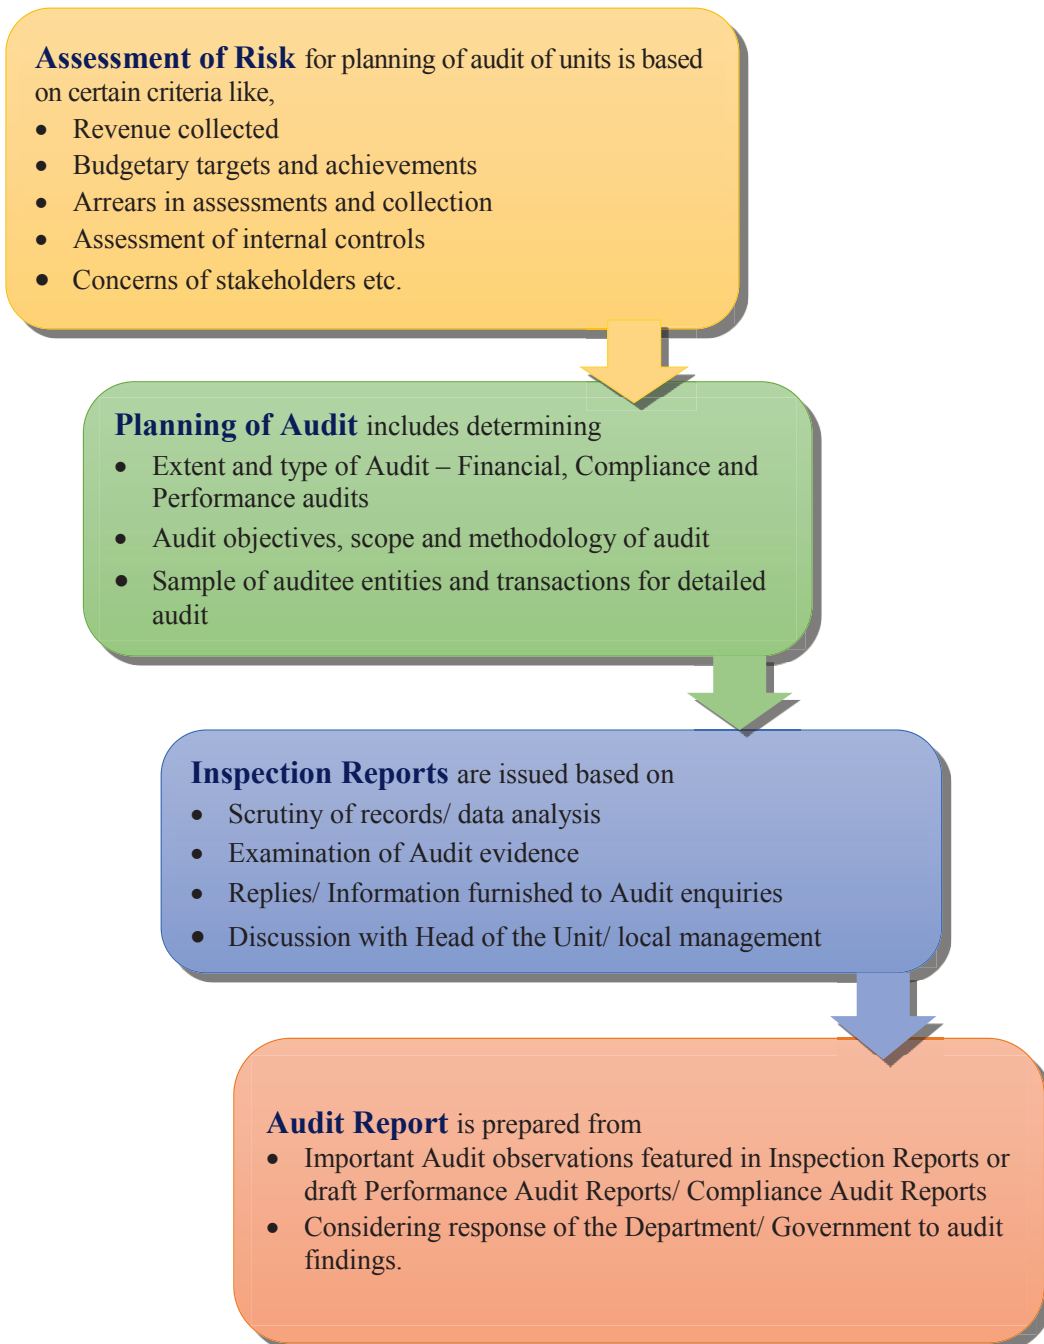 Assessment of Risk for planning of audit of units is based
on certain criteria like,
• Revenue collected
• Budgetary targets and achievements
• Arrears in assessments and collection
• Assessment of internal controls
• Concerns of stakeholders etc.
Planning of Audit includes determining
• Extent and type of Audit – Financial, Compliance and
Performance audits
• Audit objectives, scope and methodology of audit
• Sample of auditee entities and transactions for detailed
audit
Inspection Reports are issued based on
• Scrutiny of records/ data analysis
• Examination of Audit evidence
• Replies/ Information furnished to Audit enquiries
• Discussion with Head of the Unit/ local management
Audit Report is prepared from
• Important Audit observations featured in Inspection Reports or
draft Performance Audit Reports/ Compliance Audit Reports
• Considering response of the Department/ Government to audit
findings.